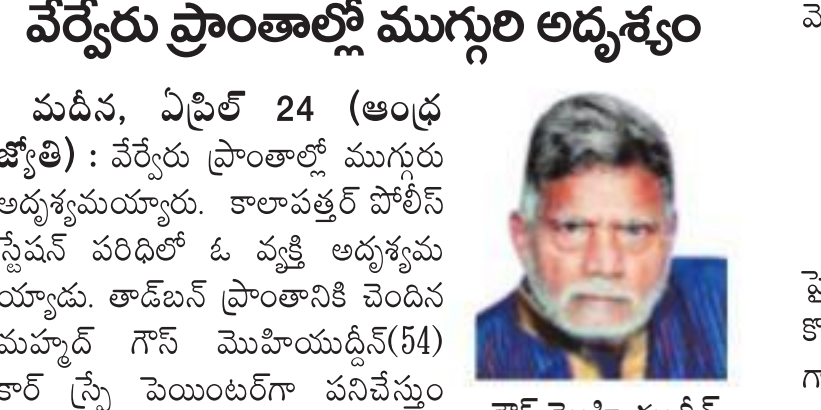 వేర్వేరు ప్రాంతాల్లో ముగ్గురి అదృశ్యం
మదీన, ఏప్రిల్ 24 (ఆంధ్ర
జ్యోతి) : వేర్వేరు ప్రాంతాల్లో ముగ్గురు
అదృశ్యమయ్యారు. కాలాపత్తర్ పోలీస్
స్టేషన్ పరిధిలో ఓ వ్యక్తి అదృశ్యమ
య్యాడు. తాడ్‌బన్ ప్రాంతానికి చెందిన
మహ్మద్ గౌస్ మొహియుద్దీన్(54)
కార్ స్ప్రే పెయింటర్‌గా పనిచేస్తుం